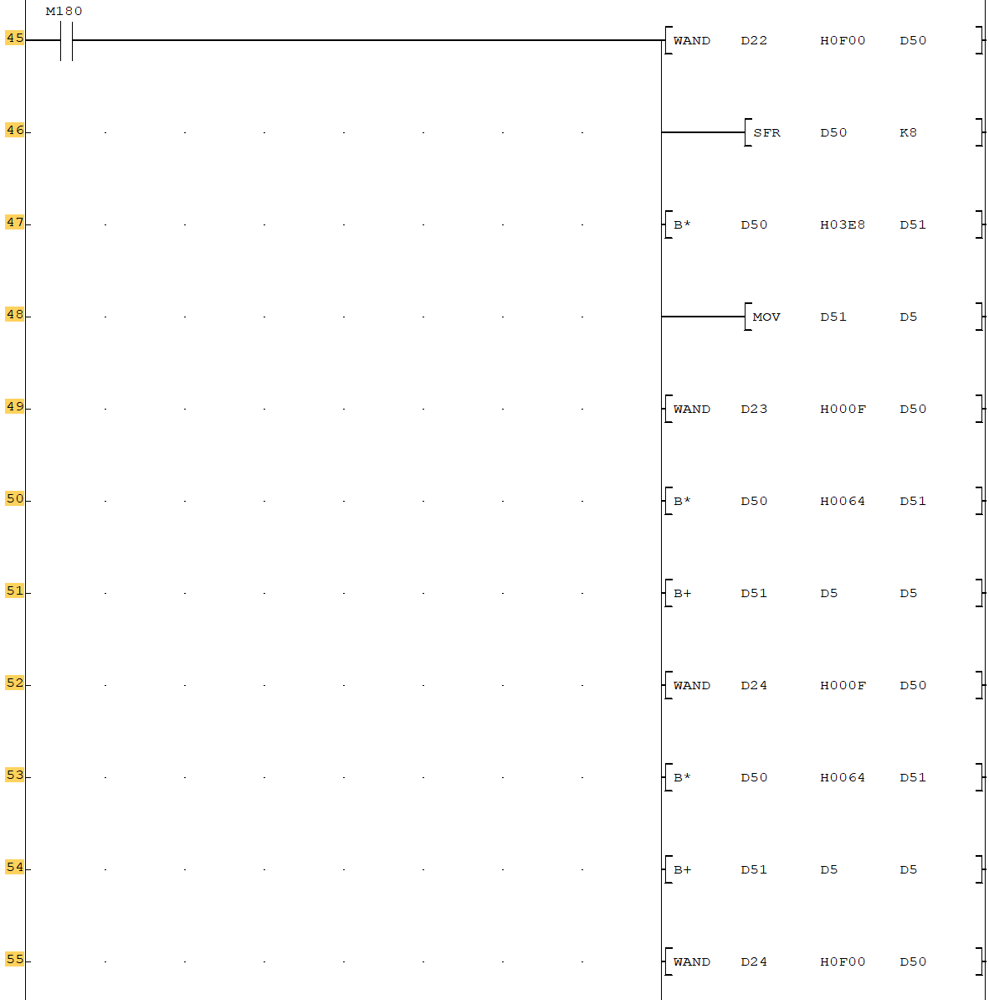 M180
45 WAND D22 H0F00 D50
46 SFR D50 K8
47 B* D50 H03E8 D51
48 MOV D51 D5
49 WAND D23 H000F D50
50 B* D50 H0064 D51
51 B+ D51 D5 D5
52 WAND D24 H000F D50
53 B* D50 H0064 D51
54 B+ D51 D5 D5
55 WAND D24 H0F00 D50